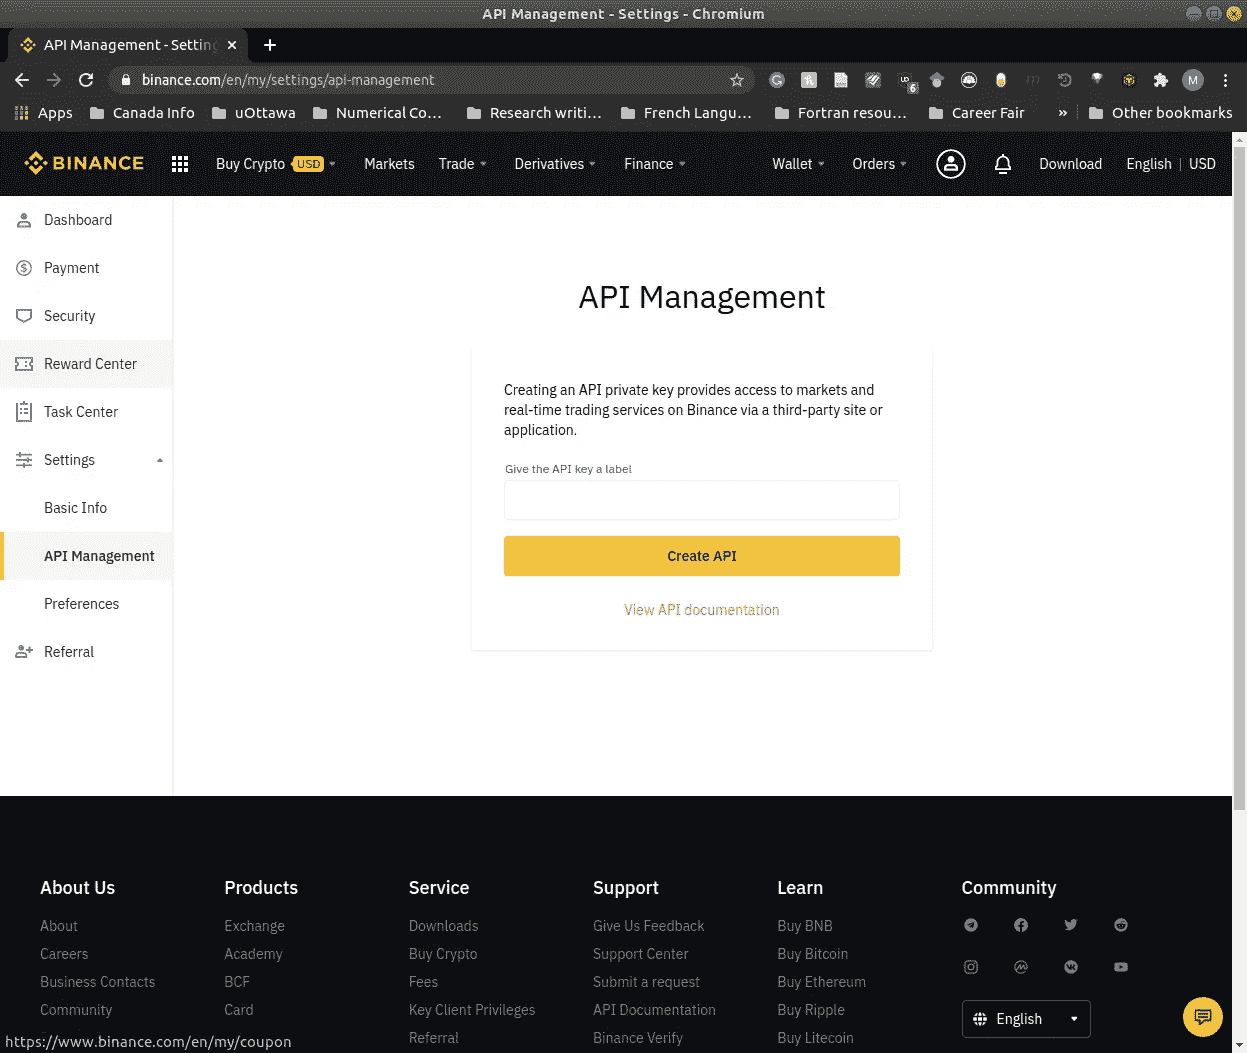 API Management - Settings - Chromium
API Management - Settin
binance.com/en/my/settings/api-management
6
M
Apps
Canada Info
uOttawa
Numerical Co...
Research writi...
French Langu...
Fortran resou...
Career Fair
»
Other bookmarks
BINANCE
Buy Crypto USD
Markets
Trade
Derivatives
Finance
Wallet
Orders
Download
English | USD
Dashboard
Payment
Security
Reward Center
Task Center
Settings
Basic Info
API Management
Preferences
Referral
API Management
Creating an API private key provides access to markets and
real-time trading services on Binance via a third-party site or
application.
Give the API key a label
Create API
View API documentation
About Us
About
Careers
Business Contacts
Community
Products
Exchange
Academy
BCF
Card
Service
Downloads
Buy Crypto
Fees
Key Client Privileges
Referral
Support
Give Us Feedback
Support Center
Submit a request
API Documentation
Binance Verify
Learn
Buy BNB
Buy Bitcoin
Buy Ethereum
Buy Ripple
Buy Litecoin
Community
English
https://www.binance.com/en/my/coupon